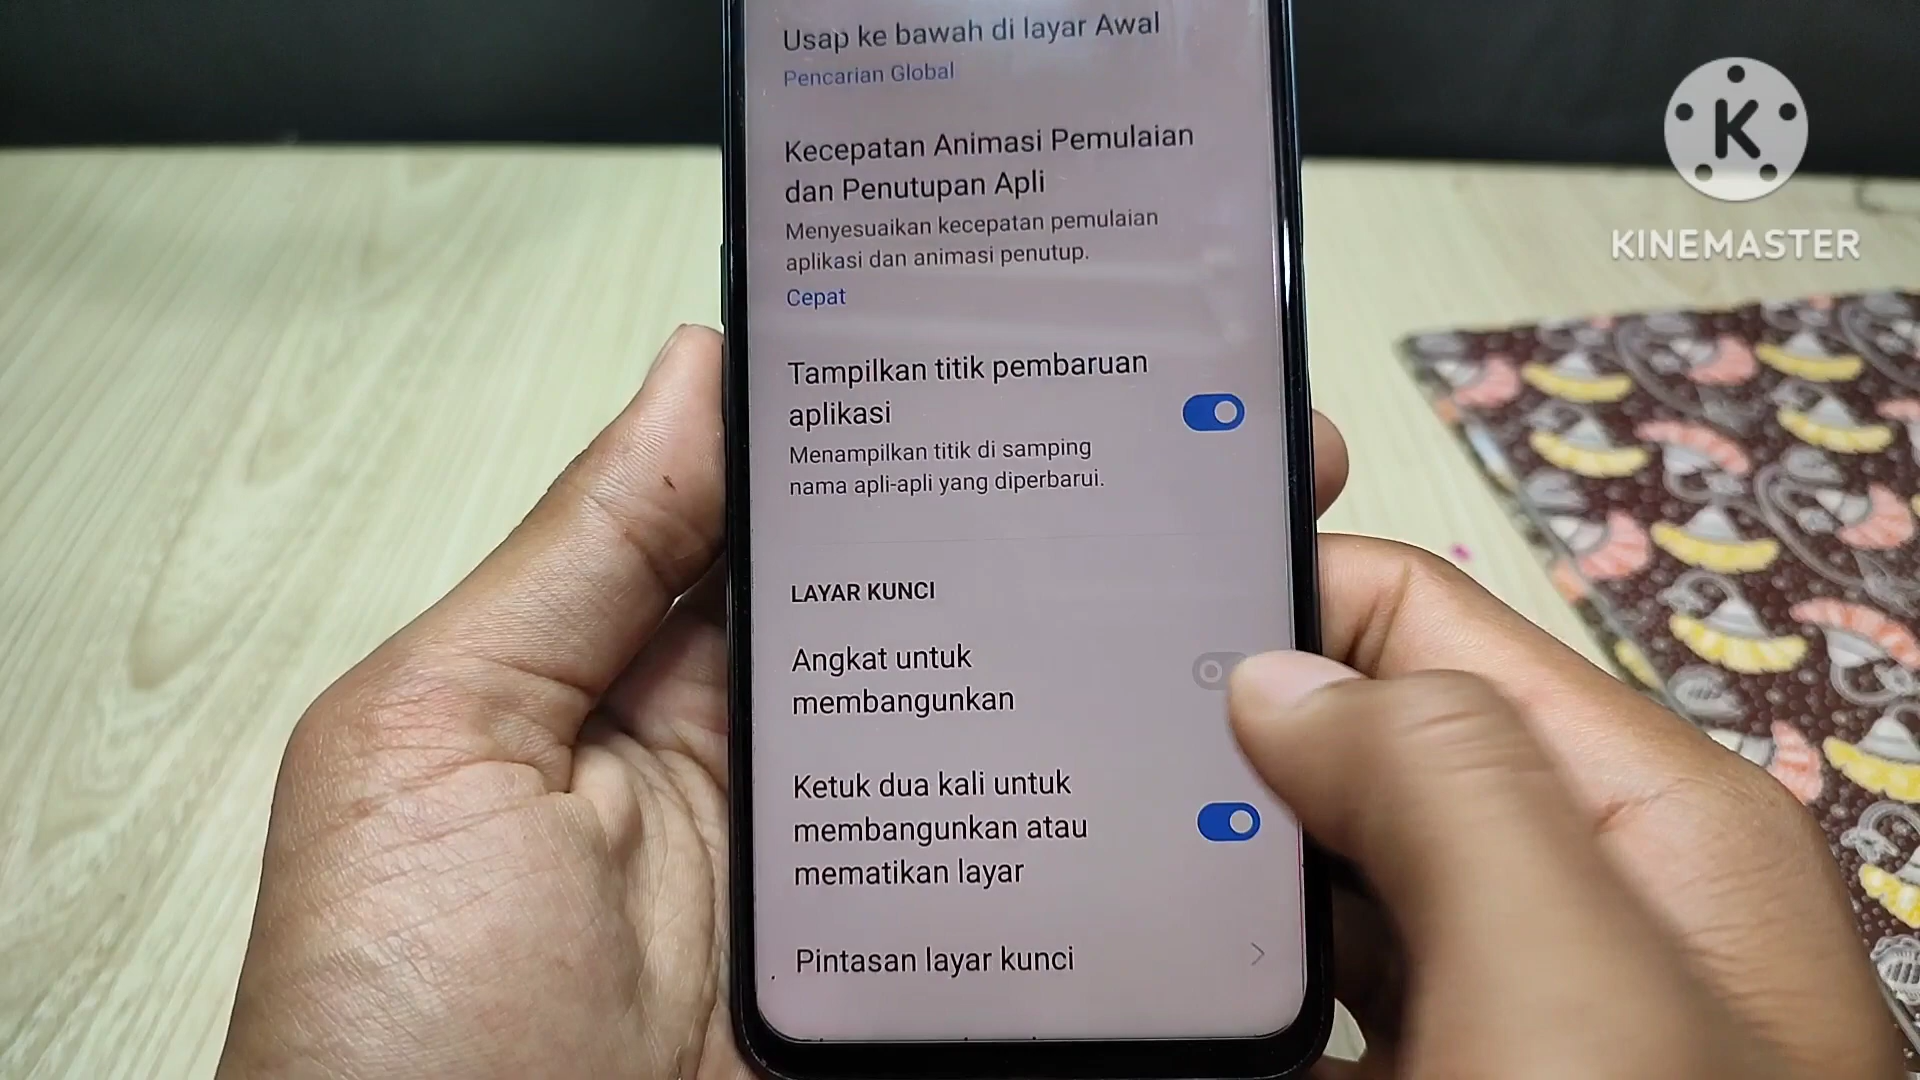 Usap ke bawah di layar Awal
Pencarian Global
Kecepatan Animasi Pemulaian
dan Penutupan Apli
Menyesuaikan kecepatan pemulaian
aplikasi dan animasi penutup.
Cepat
Tampilkan titik pembaruan
aplikasi
Menampilkan titik di samping
nama apli-apli yang diperbarui.
LAYAR KUNCI
Angkat untuk
membangunkan
Ketuk dua kali untuk
membangunkan atau
mematikan layar
Pintasan layar kunci
K
KINEMASTER